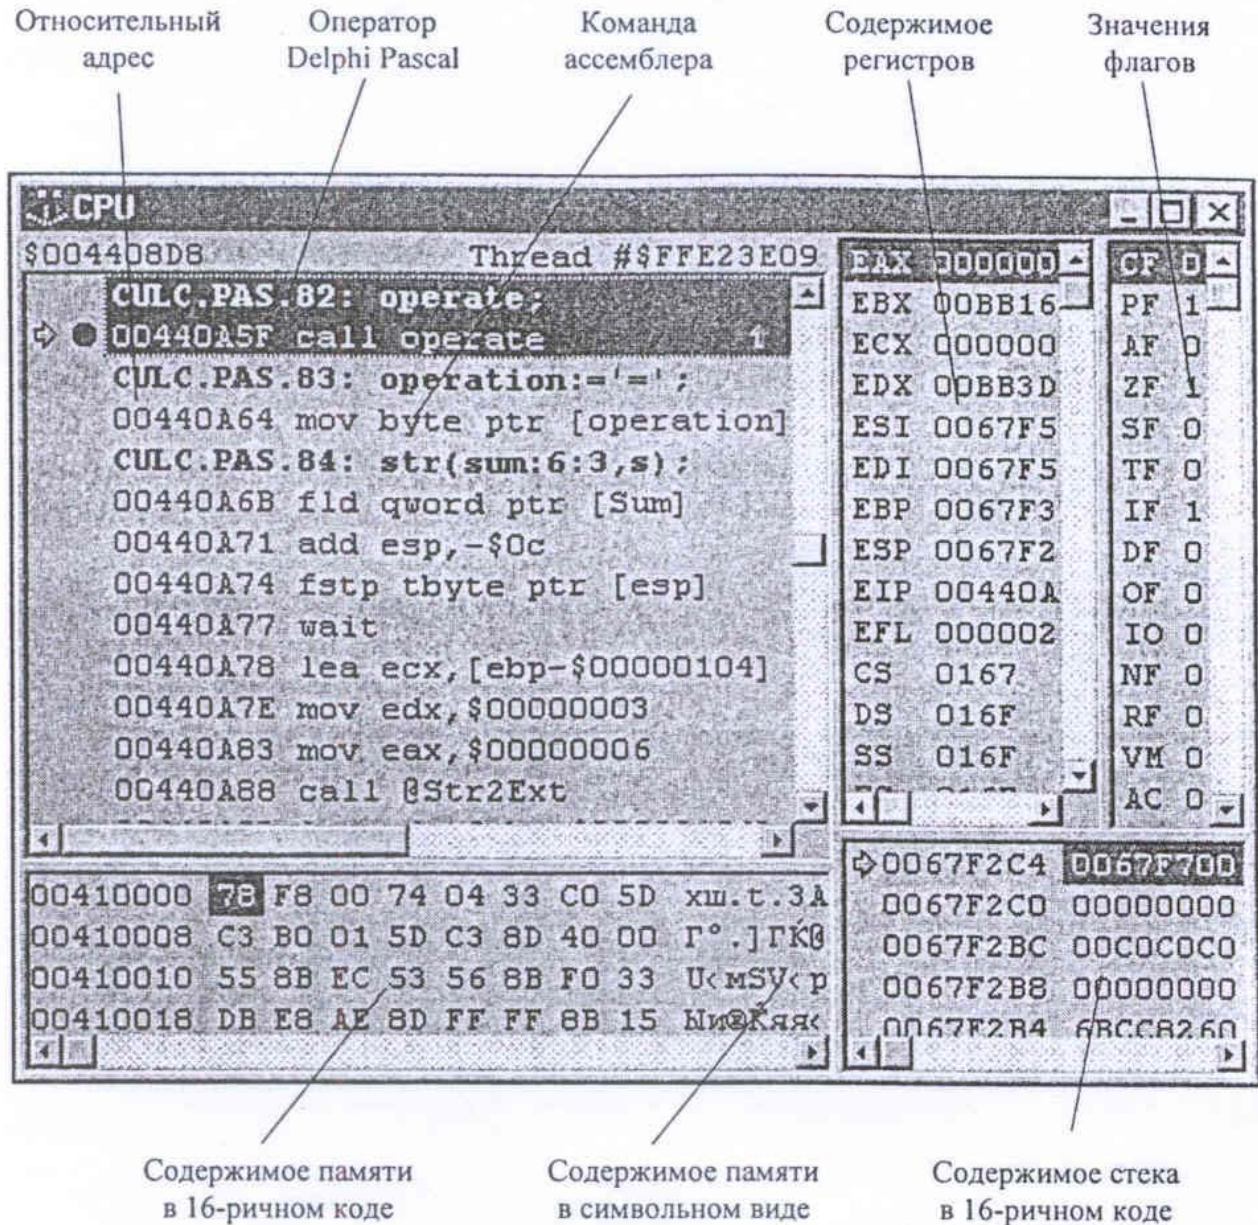 Относительный
адрес
Оператор
Delphi Pascal
Команда
ассемблера
Содержимое
регистров
Значения
флагов
CPU
$004408D8 Thread #$FFE23E09
CULC.PAS.82: operate;
00440A5F call operate 1
CULC.PAS.83: operation:='=';
00440A64 mov byte ptr [operation]
CULC.PAS.84: str(sum:6:3,s);
00440A6B fld qword ptr [Sum]
00440A71 add esp,-$0c
00440A74 fstp tbyte ptr [esp]
00440A77 wait
00440A78 lea ecx,[ebp-$00000104]
00440A7E mov edx,$00000003
00440A83 mov eax,$00000006
00440A88 call @Str2Ext
EAX 000000
EBX 00BB16
ECX 000000
EDX 00BB3D
ESI 0067F5
EDI 0067F5
EBP 0067F3
ESP 0067F2
EIP 00440A
EFL 000002
CS 0167
DS 016F
SS 016F
CF 0
PF 1
AF 0
ZF 1
SF 0
TF 0
IF 1
DF 0
OF 0
IO 0
NF 0
RF 0
VM 0
AC 0
00410000 78 F8 00 74 04 33 C0 5D хш.t.3А
00410008 C3 B0 01 5D C3 8D 40 00 Г°.]ГЌ@
00410010 55 8B EC 53 56 8B F0 33 U‹мSV‹р
00410018 DB E8 AE 8D FF FF 8B 15 Ыи®Ќяя‹
0067F2C4 0067F700
0067F2C0 00000000
0067F2BC 00C0C0C0
0067F2B8 00000000
0067F2B4 6BCC8260
Содержимое памяти
в 16-ричном коде
Содержимое памяти
в символьном виде
Содержимое стека
в 16-ричном коде